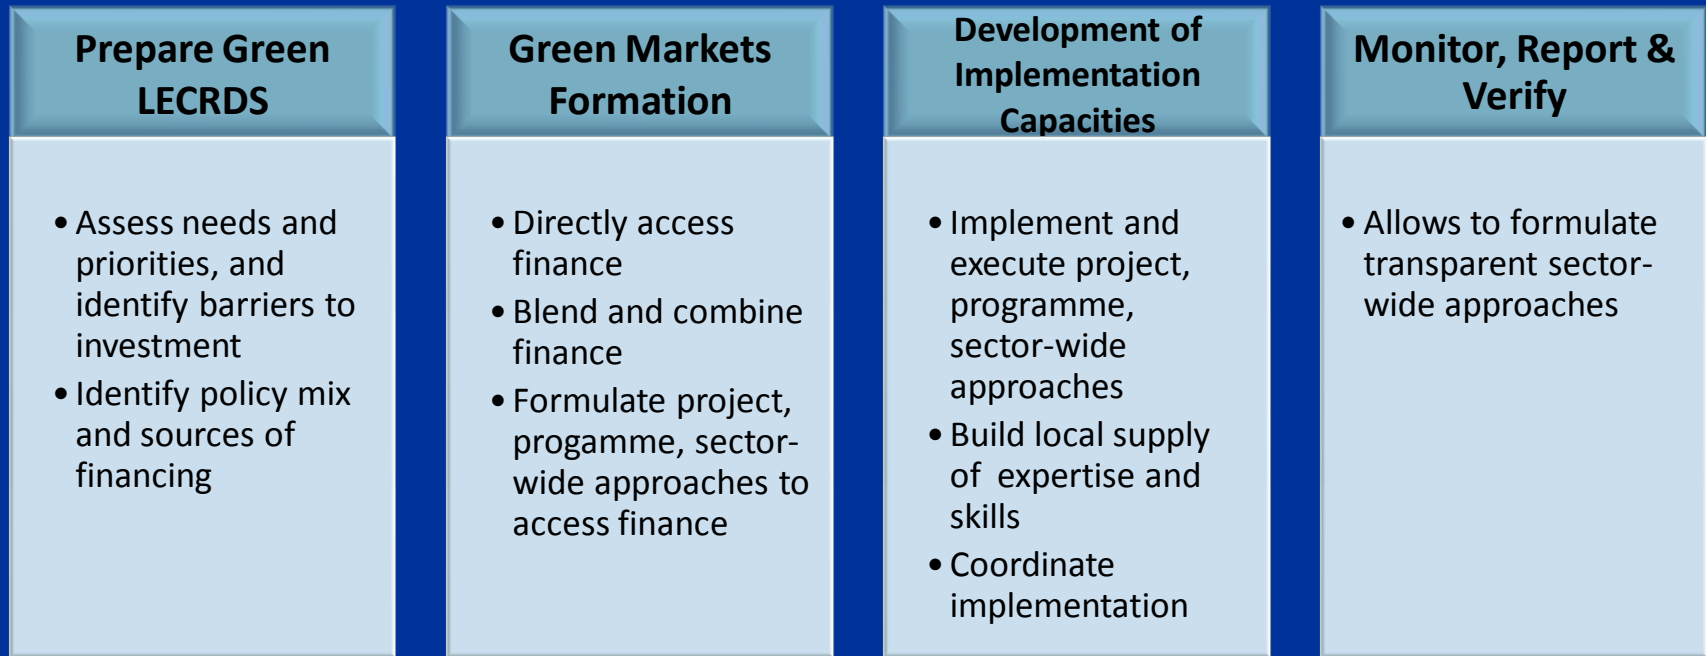 Prepare Green
LECRDS
• Assess needs and
priorities, and
identify barriers to
investment
• Identify policy mix
and sources of
financing
Green Markets
Formation
• Directly access
finance
• Blend and combine
finance
• Formulate project,
progamme, sector-
wide approaches to
access finance
Development of
Implementation
Capacities
• Implement and
execute project,
programme,
sector-wide
approaches
• Build local supply
of expertise and
skills
• Coordinate
implementation
Monitor, Report &
Verify
• Allows to formulate
transparent sector-
wide approaches